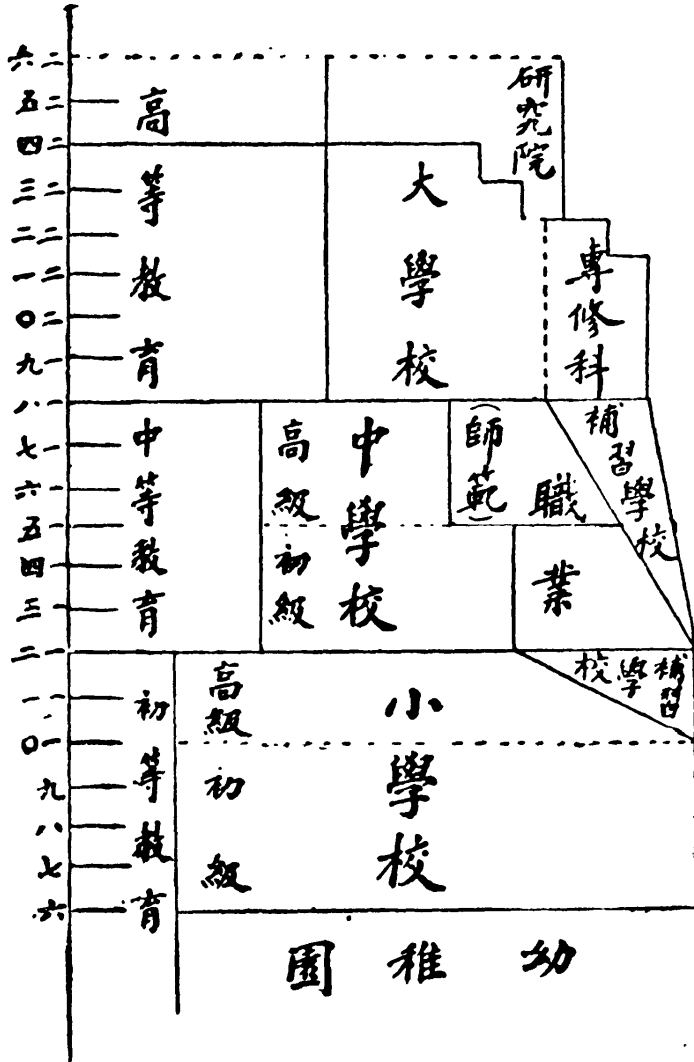 二六
二五
二四
二三
二二
二一
二〇
一九
一八
一七
一六
一五
一四
一三
一二
一一
一〇
九
八
七
六
高等教育
研究院
大學校
專修科
中等教育
高級
初級
中學校
(師範)
職業
補習學校
初等教育
高級
初級
小學校
補習學校
幼稚園